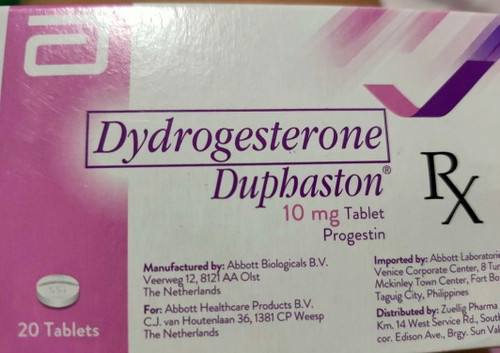 Dydrogesterone
Duphaston®
10 mg Tablet
Progestin
Rx
Manufactured by: Abbott Biologicals B.V.
Veerweg 12, 8121 AA Olst
The Netherlands
For: Abbott Healthcare Products B.V.
C.J. van Houtenlaan 36, 1381 CP Weesp
The Netherlands
Imported by: Abbott
Venice Corporate Center, 8
Mckinley Town Center, Fort
Taguig City, Philippines
Distributed by: Zuellig Pharma
Km. 14 West Service Rd.,
cor. Edison Ave., Brgy. Sun
20 Tablets